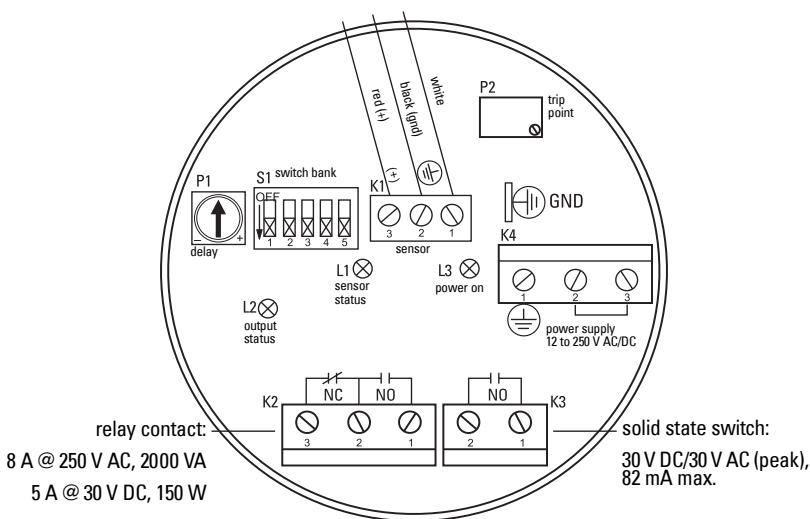 red (+)
black (gnd)
white
P2
trip
point
P1
S1 switch bank
OFF
(+)
K1
GND
- +
1 2 3 4 5
3 2 1
delay
sensor
K4
L1
sensor
status
L3
power on
1 2 3
L2
output
status
power supply
12 to 250 V AC/DC
NC NO
NO
K2
K3
3 2 1
2 1
relay contact:
8 A @ 250 V AC, 2000 VA
5 A @ 30 V DC, 150 W
solid state switch:
30 V DC/30 V AC (peak),
82 mA max.